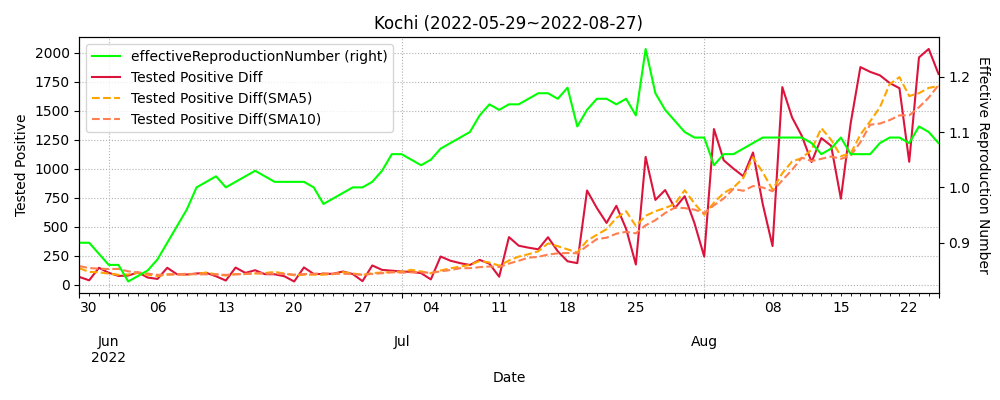 Kochi (2022-05-29~2022-08-27)
effectiveReproductionNumber (right)
Tested Positive Diff
Tested Positive Diff(SMA5)
Tested Positive Diff(SMA10)
Tested Positive
2000
1750
1500
1250
1000
750
500
250
0
Effective Reproduction Number
1.2
1.1
1.0
0.9
30 06 13 20 27 04 11 18 25 08 15 22
Jun Jul Aug
2022
Date